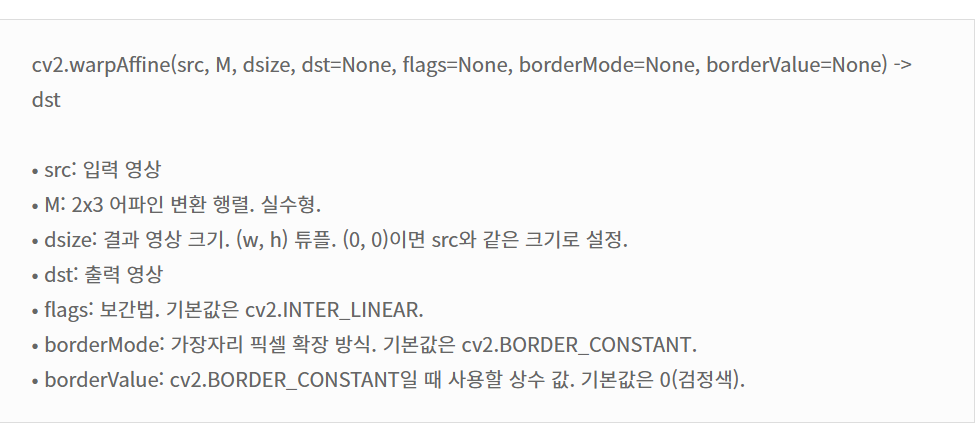 cv2.warpAffine(src, M, dsize, dst=None, flags=None, borderMode=None, borderValue=None) ->
dst
• src: 입력 영상
• M: 2x3 어파인 변환 행렬. 실수형.
• dsize: 결과 영상 크기. (w, h) 튜플. (0, 0)이면 src와 같은 크기로 설정.
• dst: 출력 영상
• flags: 보간법. 기본값은 cv2.INTER_LINEAR.
• borderMode: 가장자리 픽셀 확장 방식. 기본값은 cv2.BORDER_CONSTANT.
• borderValue: cv2.BORDER_CONSTANT일 때 사용할 상수 값. 기본값은 0(검정색).